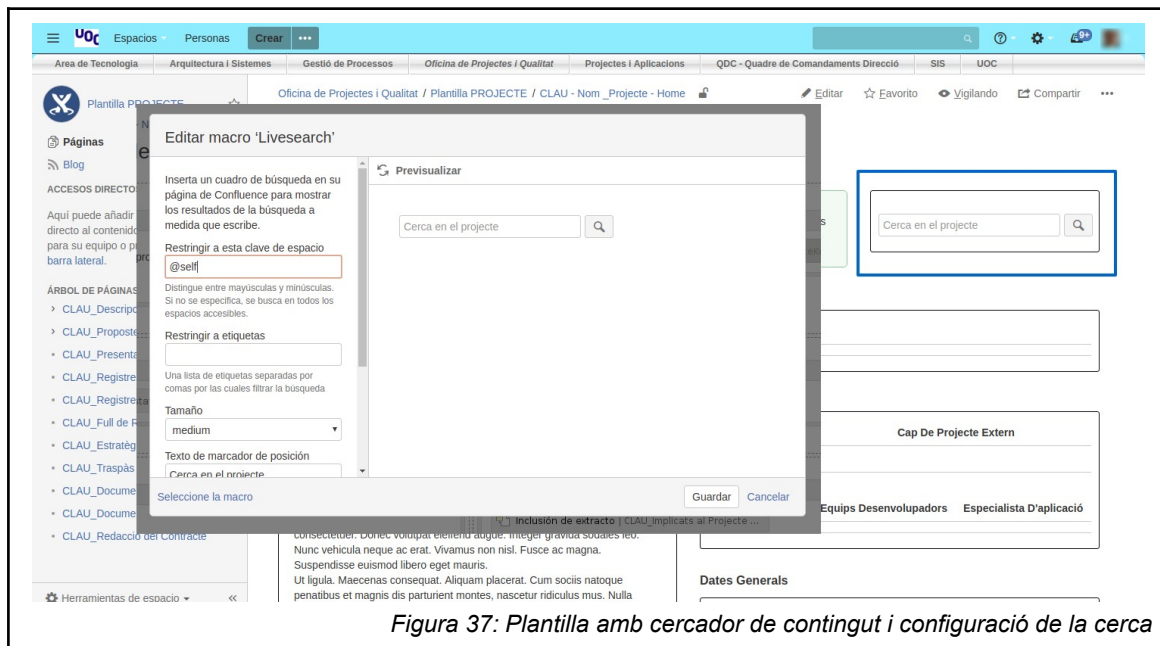 UOC Espacios Personas Crear ••• 9+
Area de Tecnologia Arquitectura i Sistemes Gestió de Processos Oficina de Projectes i Qualitat Projectes i Aplicacions QDC - Quadre de Comandaments Direcció SIS UOC
Plantilla PROJECTE
Oficina de Projectes i Qualitat / Plantilla PROJECTE / CLAU - Nom _Projecte - Home
Editar Favorito Vigilando Compartir •••
Páginas
Blog
ACCESOS DIRECTO
Aquí puede añadir
directo al contenido
para su equipo o p
barra lateral.
ÁRBOL DE PÁGINAS
CLAU_Descripc
CLAU_Proposte
CLAU_Presenta
CLAU_Registre
CLAU_Registre
CLAU_Full de R
CLAU_Estratèg
CLAU_Traspàs
CLAU_Docume
CLAU_Docume
CLAU_Redacció del Contracte
Herramientas de espacio
Editar macro ‘Livesearch’
Inserta un cuadro de búsqueda en su
página de Confluence para mostrar
los resultados de la búsqueda a
medida que escribe.
Restringir a esta clave de espacio
@self
Distingue entre mayúsculas y minúsculas.
Si no se especifica, se busca en todos los
espacios accesibles.
Restringir a etiquetas
Una lista de etiquetas separadas por
comas por las cuales filtrar la búsqueda
Tamaño
medium
Texto de marcador de posición
Cerca en el projecte
Previsualizar
Cerca en el projecte
Seleccione la macro
Guardar Cancelar
Cerca en el projecte
Cap De Projecte Extern
Equips Desenvolupadors Especialista D'aplicació
Inclusión de extracto | CLAU_Implicats al Projecte ...
consectetuer. Donec volutpat eleifend augue. Integer gravida sodales leo.
Nunc vehicula neque ac erat. Vivamus non nisl. Fusce ac magna.
Suspendisse euismod libero eget mauris.
Ut ligula. Maecenas consequat. Aliquam placerat. Cum sociis natoque
penatibus et magnis dis parturient montes, nascetur ridiculus mus. Nulla
Dates Generals
Figura 37: Plantilla amb cercador de contingut i configuració de la cerca